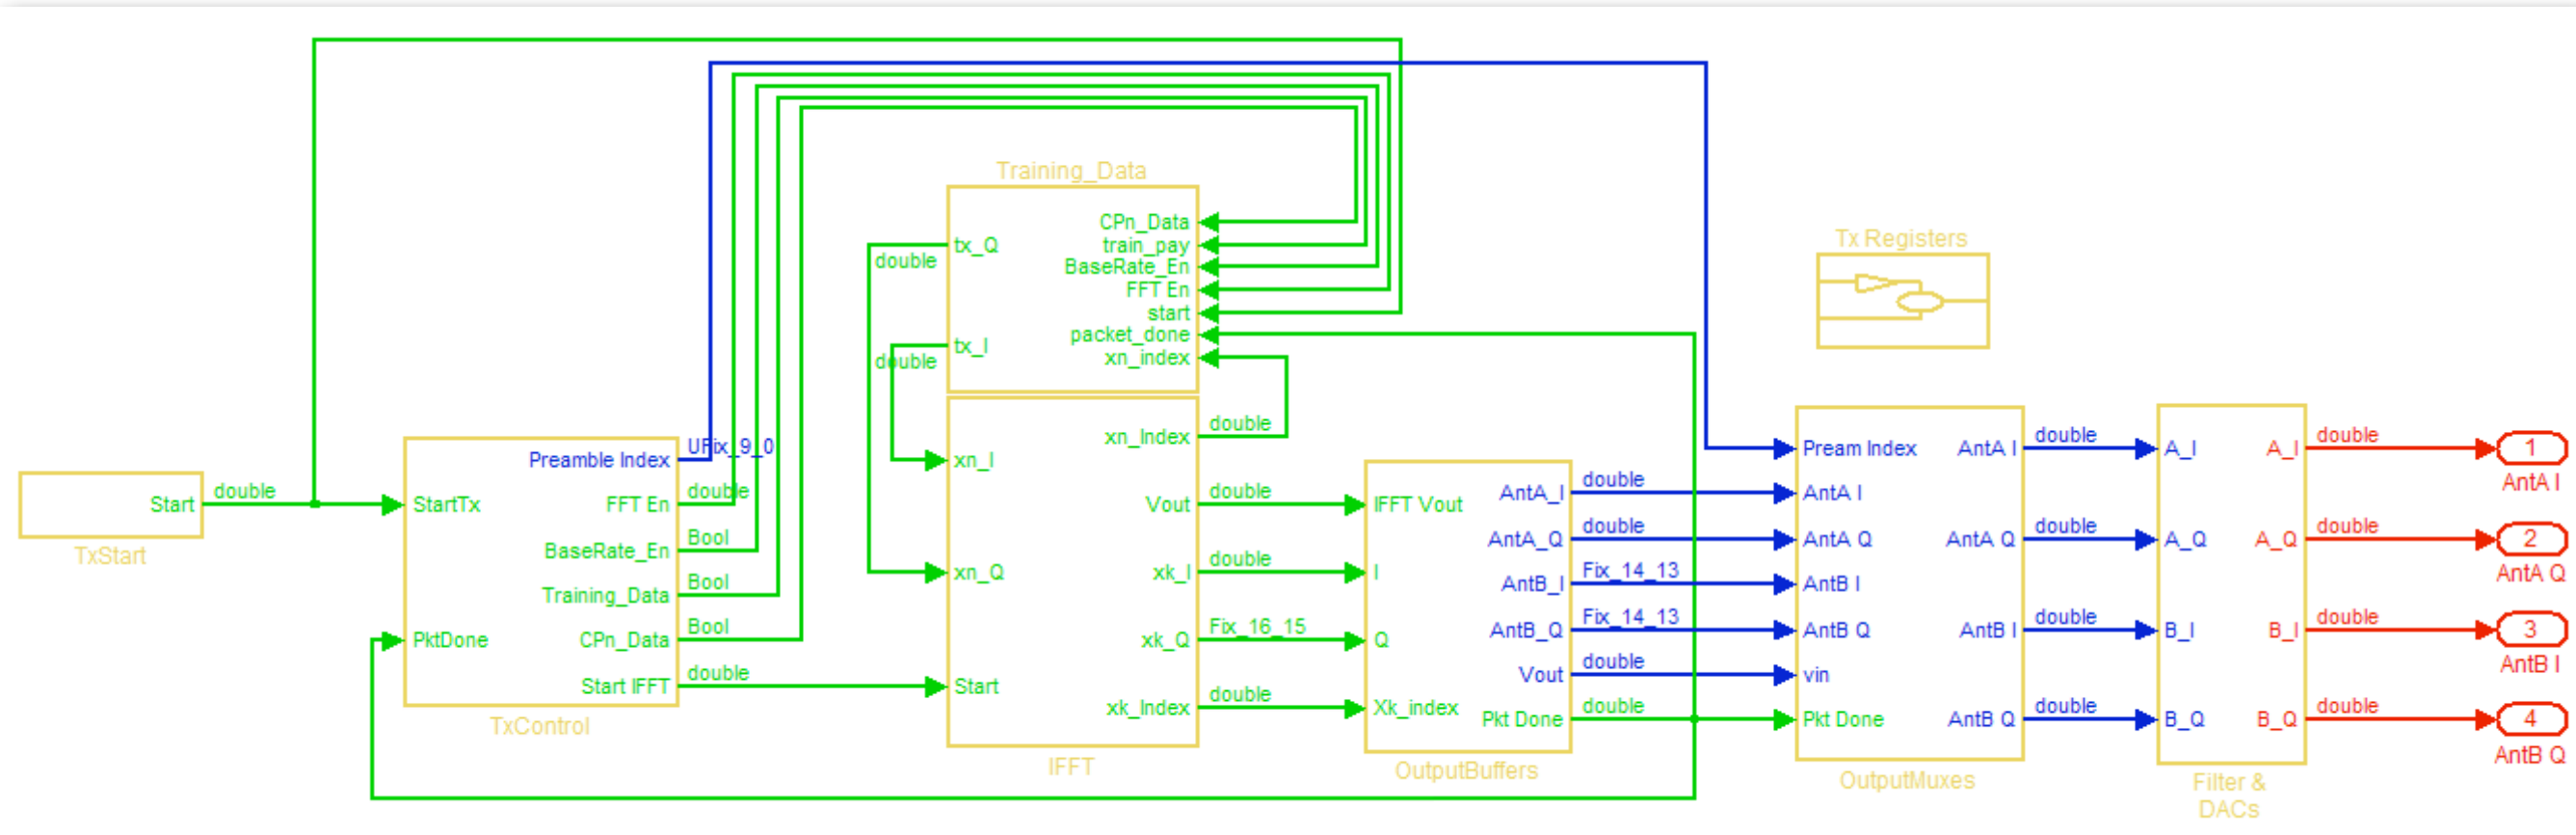 Start
double
TxStart
StartTx
PktDone
Preamble Index
FFT En
BaseRate_En
Training_Data
CPn_Data
Start IFFT
TxControl
UFix_9_0
double
Bool
Bool
Bool
double
Training_Data
tx_Q
tx_I
double
double
CPn_Data
train_pay
BaseRate_En
FFT En
start
packet_done
xn_index
xn_I
xn_Q
Start
xn_Index
Vout
xk_I
xk_Q
xk_Index
IFFT
double
double
double
Fix_16_15
double
IFFT Vout
I
Q
Xk_index
AntA_I
AntA_Q
AntB_I
AntB_Q
Vout
Pkt Done
OutputBuffers
double
double
Fix_14_13
Fix_14_13
double
double
Tx Registers
Pream Index
AntA I
AntA Q
AntB I
AntB Q
vin
Pkt Done
AntA I
AntA Q
AntB I
AntB Q
OutputMuxes
double
double
double
double
A_I
A_Q
B_I
B_Q
A_I
A_Q
B_I
B_Q
Filter &
DACs
double
double
double
double
1
AntA I
2
AntA Q
3
AntB I
4
AntB Q